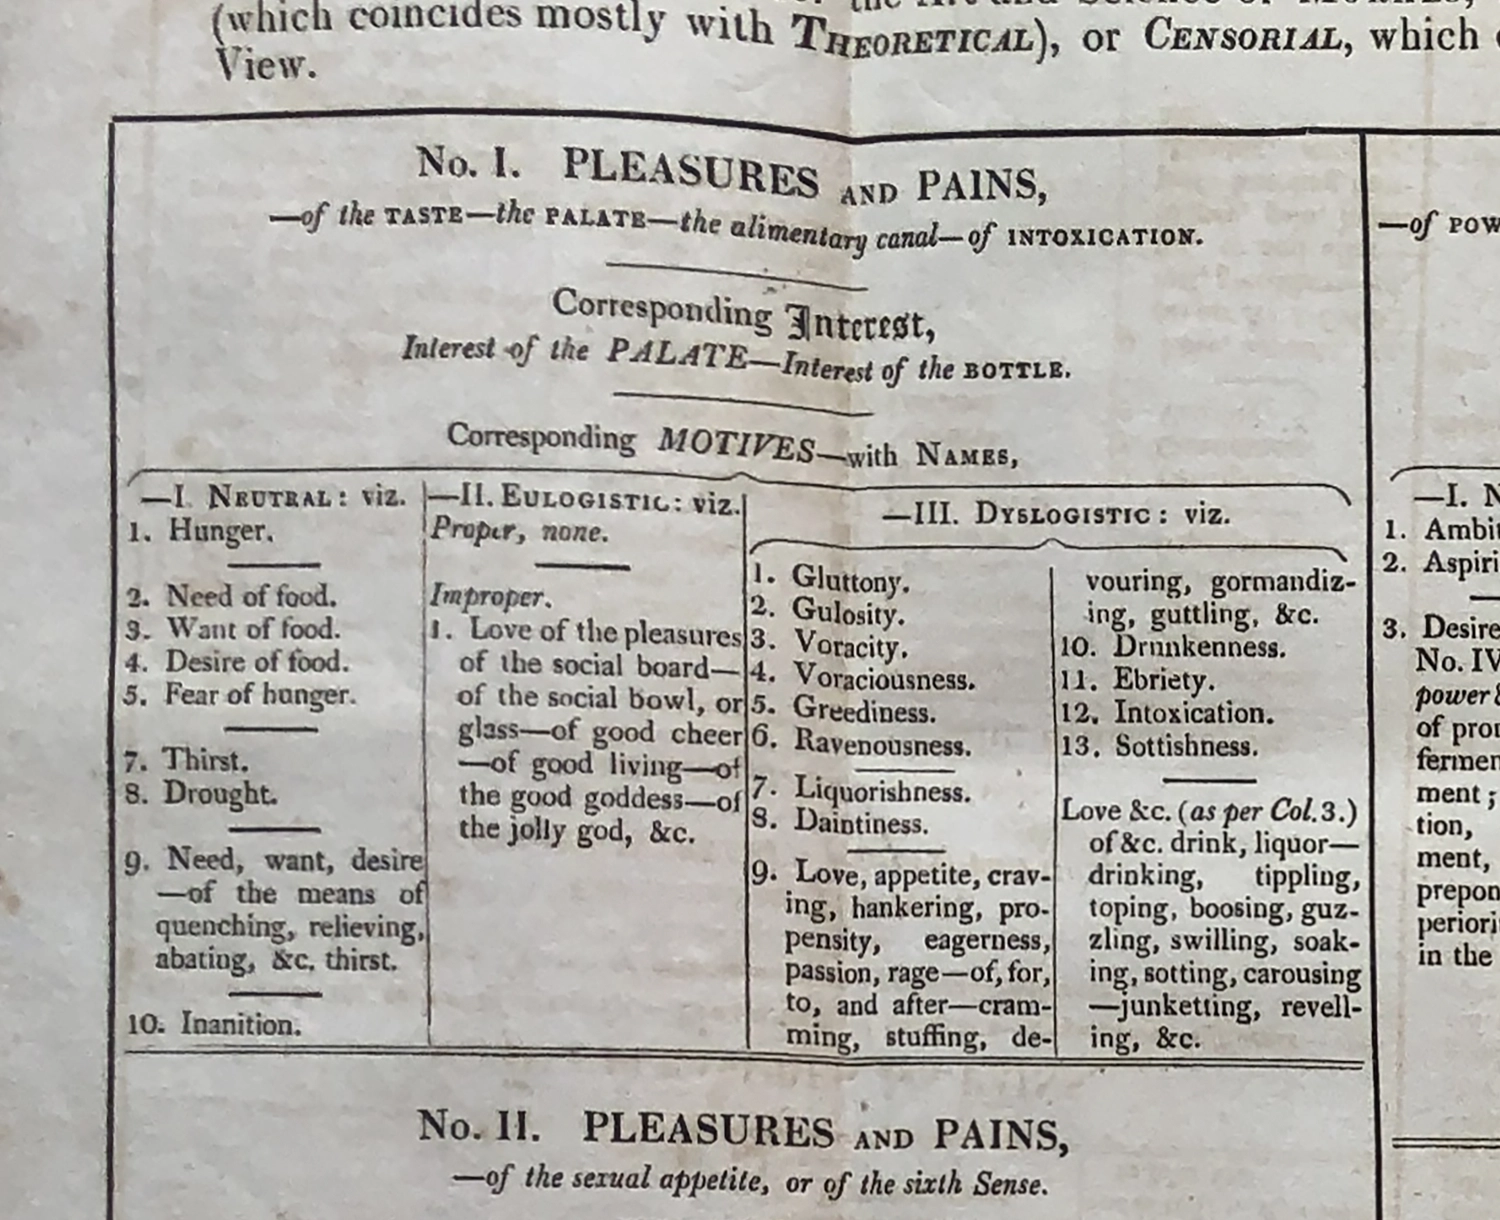 (which coincides mostly with THEORETICAL), or CENSORIAL, which
View.
No. I. PLEASURES AND PAINS,
—of the TASTE—the PALATE—the alimentary canal—of INTOXICATION.
Corresponding Interest,
Interest of the PALATE—Interest of the BOTTLE.
Corresponding MOTIVES—with NAMES,
—I. NEUTRAL: viz.
1. Hunger.
2. Need of food.
3. Want of food.
4. Desire of food.
5. Fear of hunger.
7. Thirst.
8. Drought.
9. Need, want, desire
—of the means of
quenching, relieving,
abating, &c. thirst.
10. Inanition.
—II. EULOGISTIC: viz.
Proper, none.
Improper.
1. Love of the pleasures
of the social board—
of the social bowl, or
glass—of good cheer
—of good living—of
the good goddess—of
the jolly god, &c.
—III. DYSLOGISTIC: viz.
1. Gluttony.
2. Gulosity.
3. Voracity.
4. Voraciousness.
5. Greediness.
6. Ravenousness.
7. Liquorishness.
8. Daintiness.
9. Love, appetite, crav-
ing, hankering, pro-
pensity, eagerness,
passion, rage—of, for,
to, and after—cram-
ming, stuffing, de-
vouring, gormandiz-
ing, guttling, &c.
10. Drunkenness.
11. Ebriety.
12. Intoxication.
13. Sottishness.
Love &c. (as per Col. 3.)
of &c. drink, liquor—
drinking, tippling,
toping, boosing, guz-
zling, swilling, soak-
ing, sotting, carousing
—junketting, revell-
ing, &c.
No. II. PLEASURES AND PAINS,
—of the sexual appetite, or of the sixth Sense.
—of POW
—I. N
1. Ambi
2. Aspiri
3. Desire
No. IV
power &
of pro
fermen
ment;
tion,
ment,
prepon
periori
in the